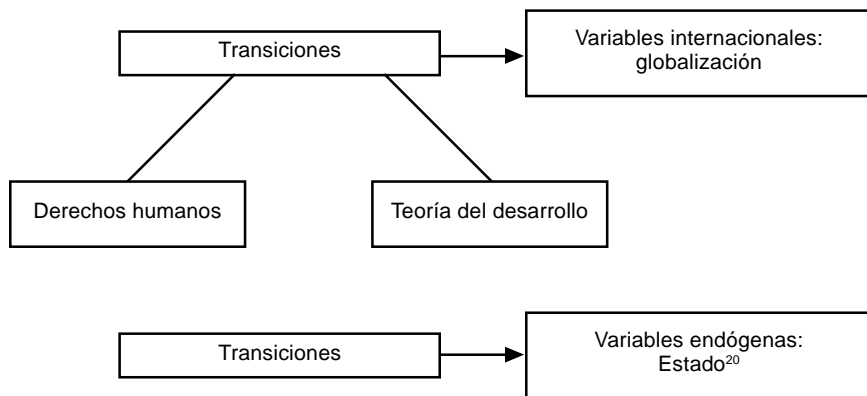 Transiciones
Variables internacionales:
globalización
Derechos humanos
Teoría del desarrollo
Transiciones
Variables endógenas:
Estado²⁰